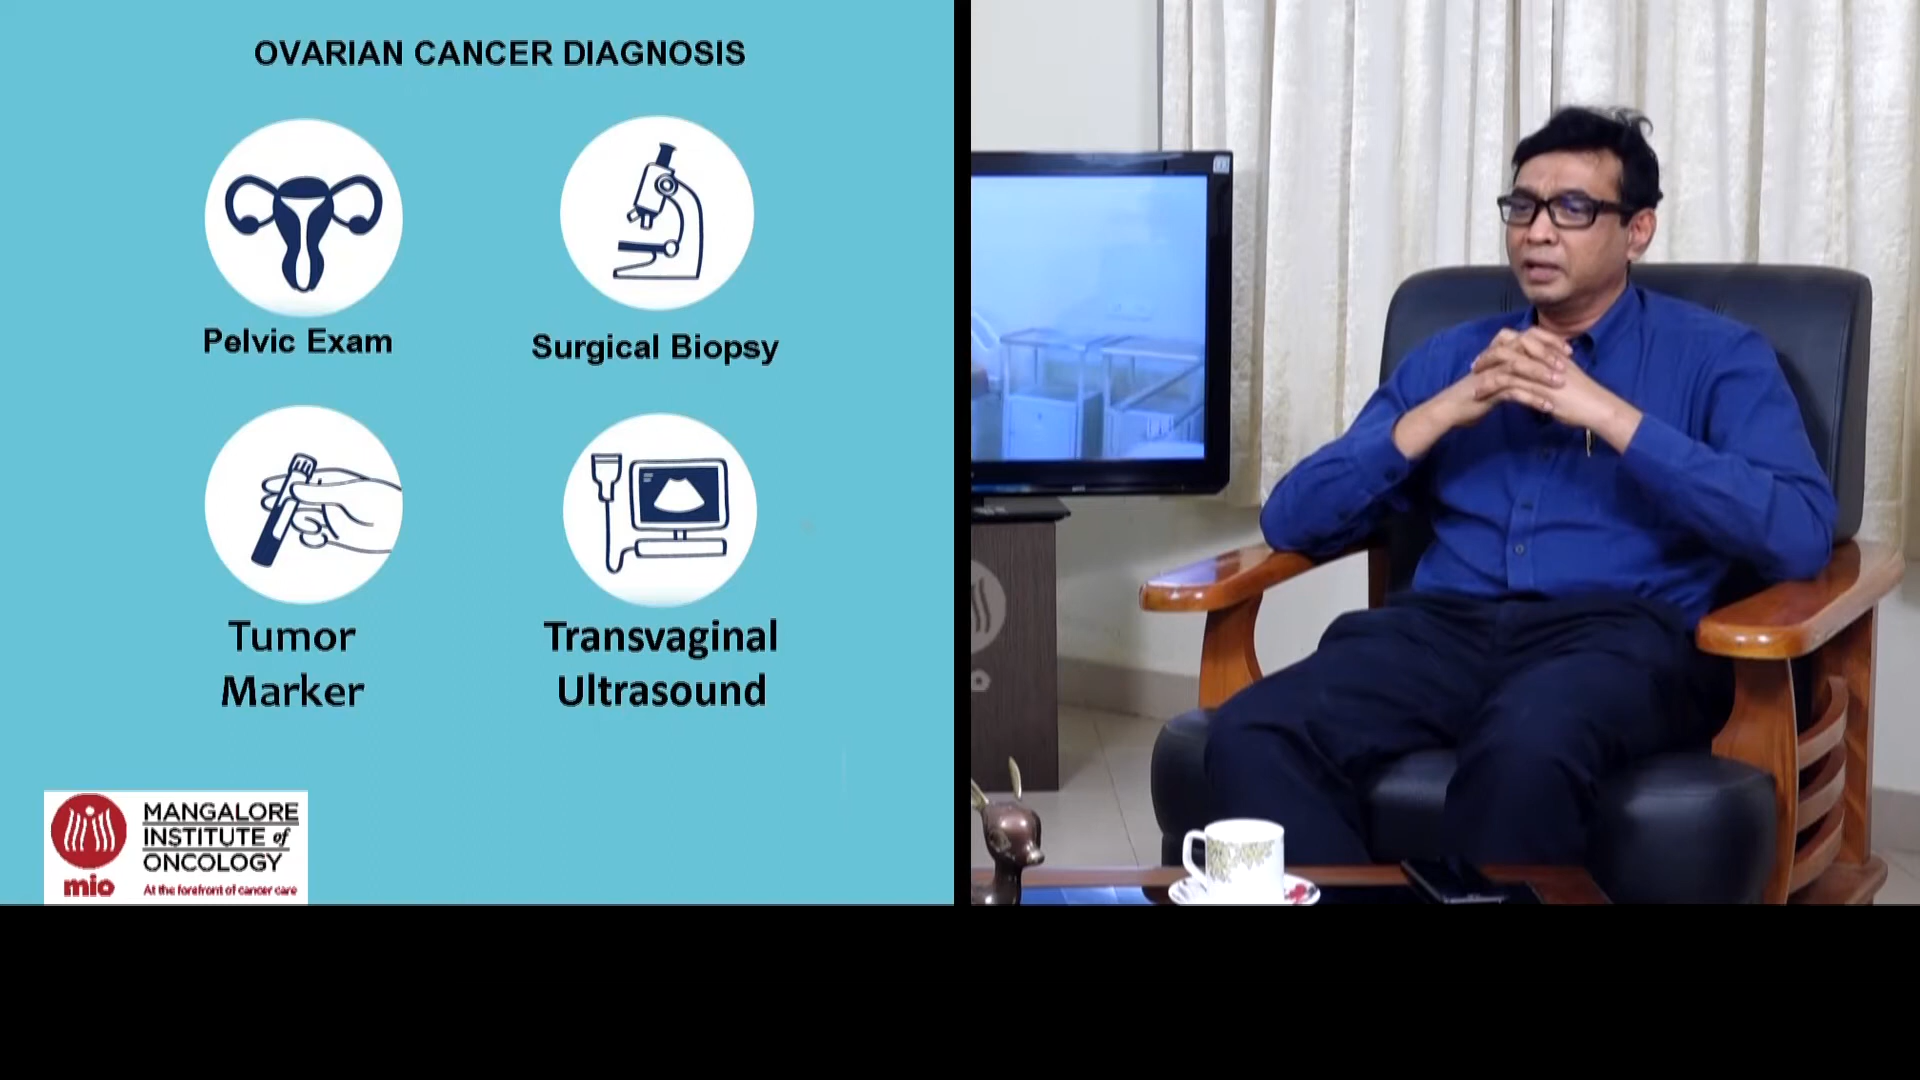 OVARIAN CANCER DIAGNOSIS
Pelvic Exam
Surgical Biopsy
Tumor
Marker
Transvaginal
Ultrasound
MANGALORE
INSTITUTE of
ONCOLOGY
mio
At the forefront of cancer care